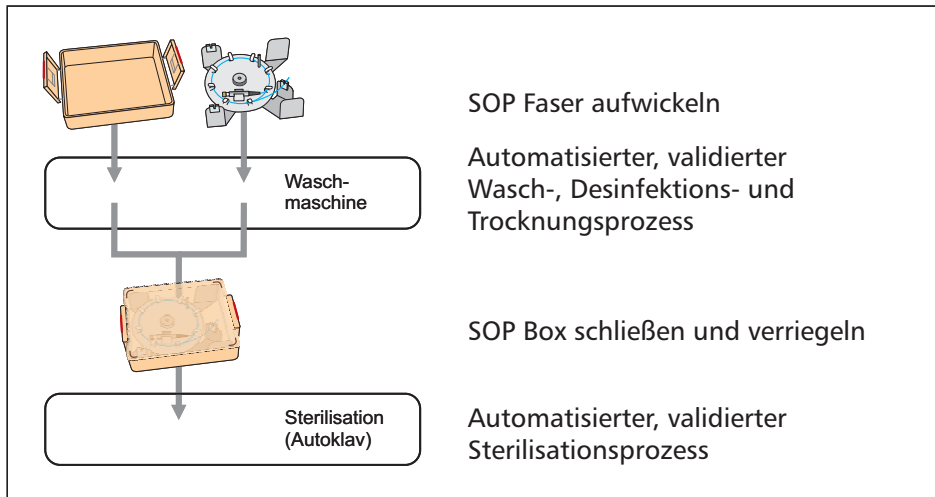 SOP Faser aufwickeln
Wasch-
maschine
Automatisierter, validierter
Wasch-, Desinfektions- und
Trocknungsprozess
SOP Box schließen und verriegeln
Sterilisation
(Autoklav)
Automatisierter, validierter
Sterilisationsprozess